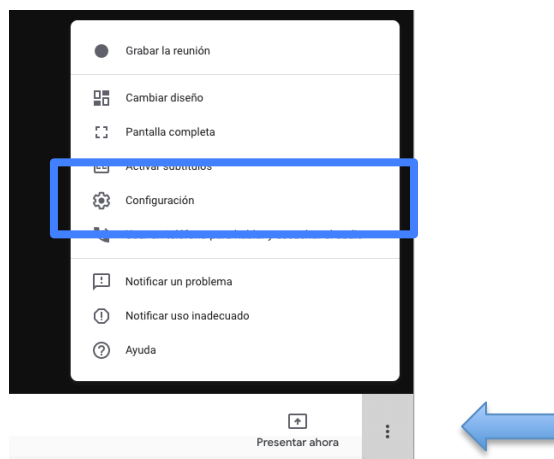 Grabar la reunión
Cambiar diseño
Pantalla completa
Activar subtítulos
Configuración
Notificar un problema
Notificar uso inadecuado
Ayuda
Presentar ahora